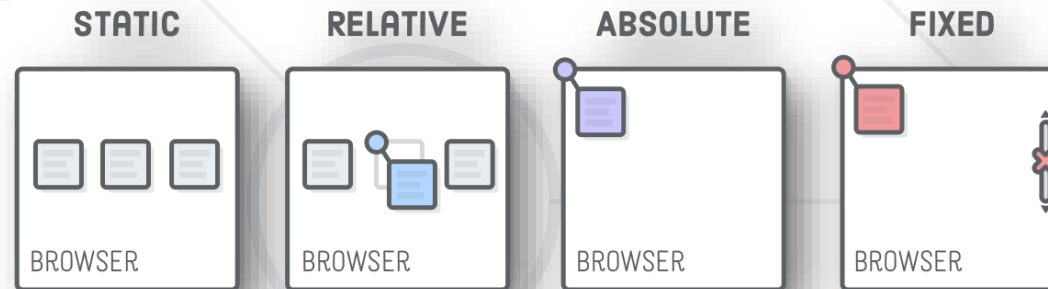 STATIC
RELATIVE
ABSOLUTE
FIXED
BROWSER
BROWSER
BROWSER
BROWSER